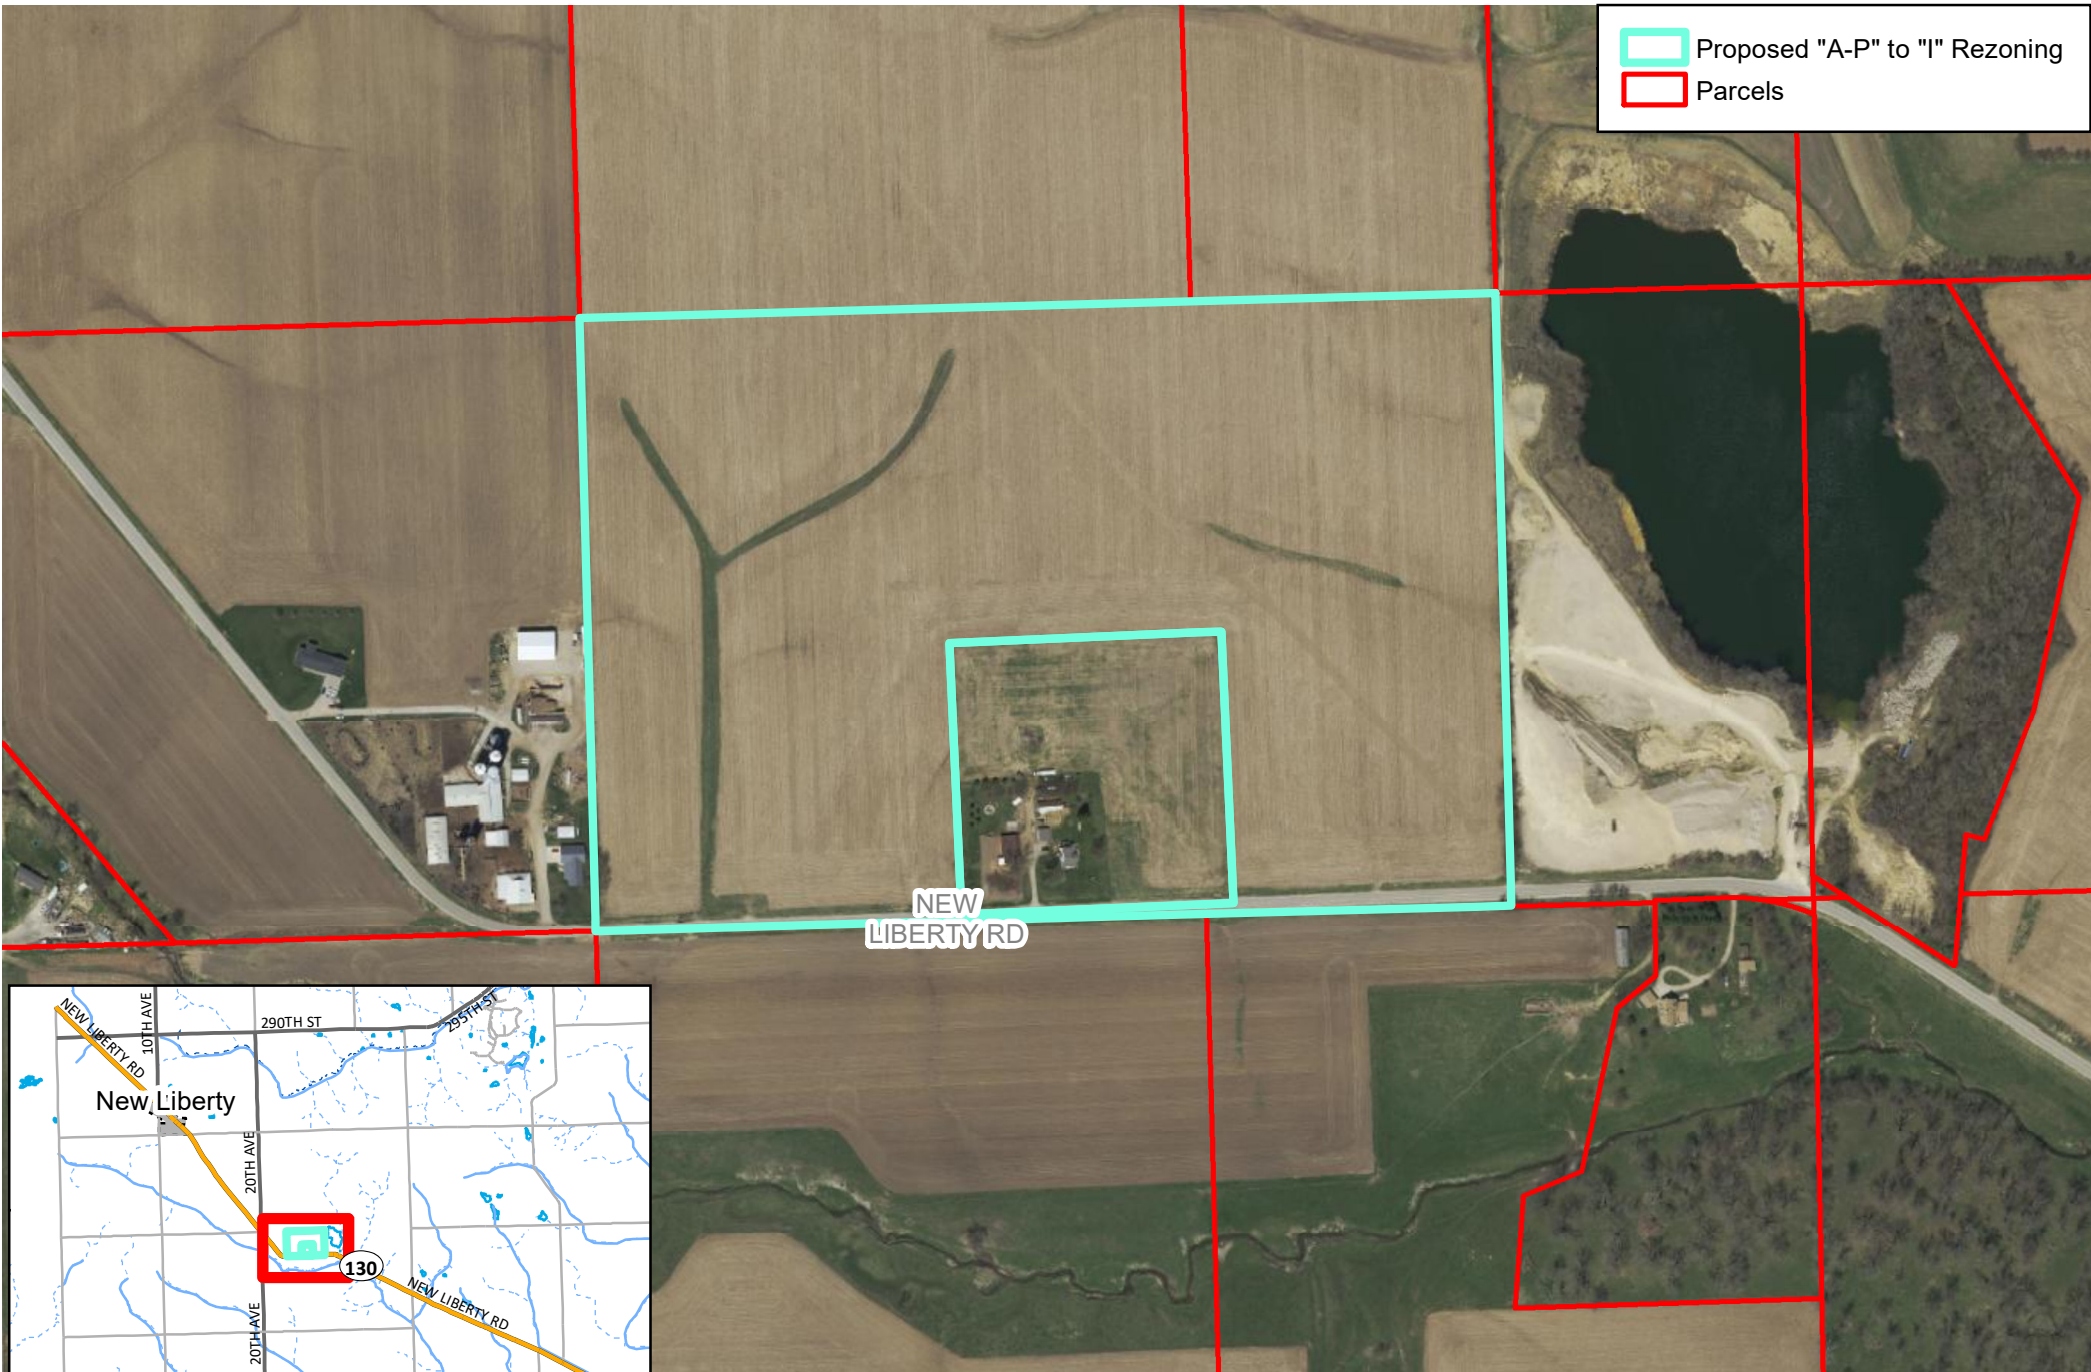 Proposed "A-P" to "I" Rezoning
Parcels
NEW
LIBERTY RD
NEW LIBERTY RD
10TH AVE
290TH ST
295TH ST
New Liberty
20TH AVE
130
NEW LIBERTY RD
20TH AVE